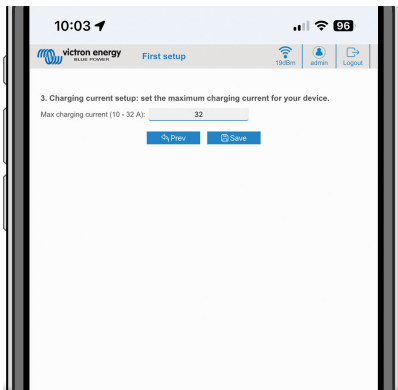 10:03
96
victron energy
BLUE POWER
First setup
19dBm
admin
Logout
3. Charging current setup: set the maximum charging current for your device.
Max charging current (10 - 32 A):
32
Prev
Save